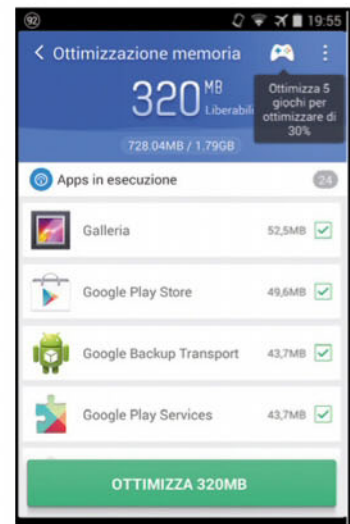 92
19:55
Ottimizzazione memoria
320 MB
Liberabili
Ottimizza 5
giochi per
ottimizzare di
30%
728.04MB / 1.79GB
Apps in esecuzione
24
Galleria
52,5MB
Google Play Store
49,6MB
Google Backup Transport
43,7MB
Google Play Services
43,7MB
OTTIMIZZA 320MB